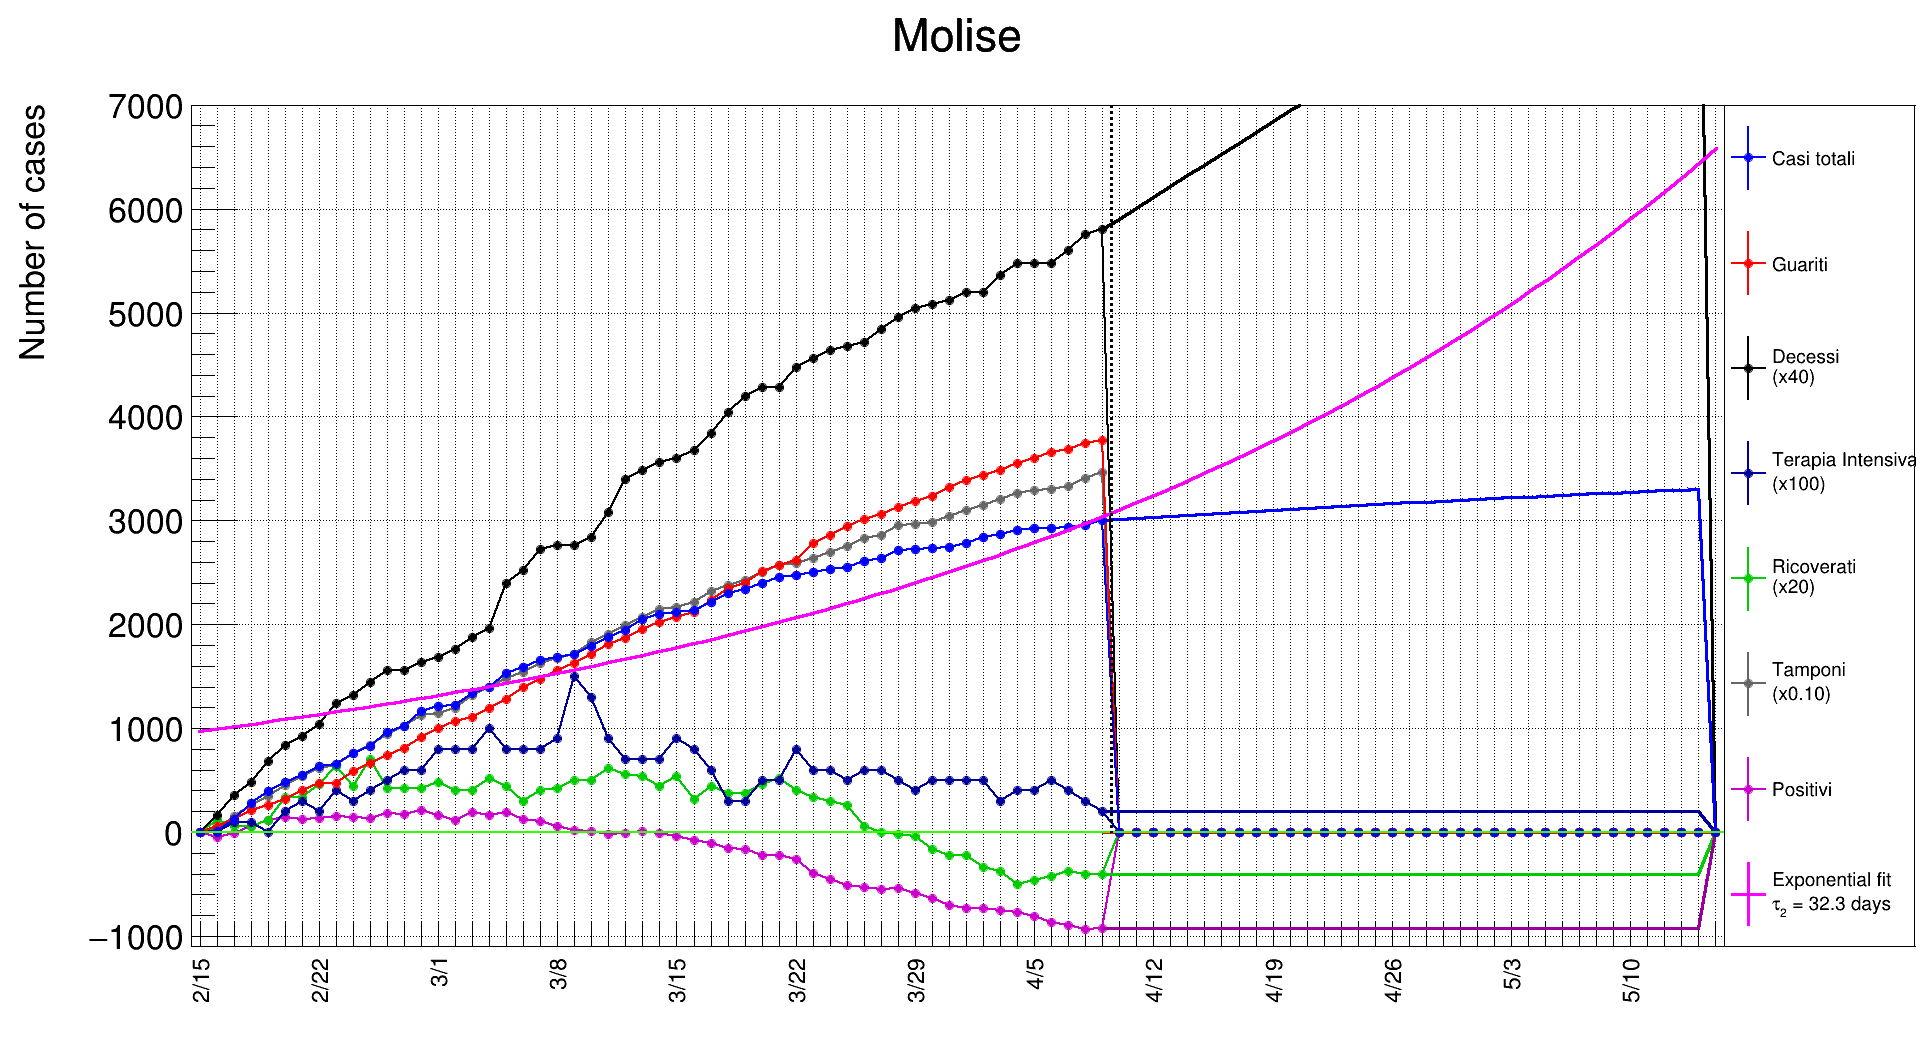 Molise
Number of cases
7000
6000
5000
4000
3000
2000
1000
0
−1000
2/15
2/22
3/1
3/8
3/15
3/22
3/29
4/5
4/12
4/19
4/26
5/3
5/10
Casi totali
Guariti
Decessi
(x40)
Terapia Intensiva
(x100)
Ricoverati
(x20)
Tamponi
(x0.10)
Positivi
Exponential fit
τ2 = 32.3 days